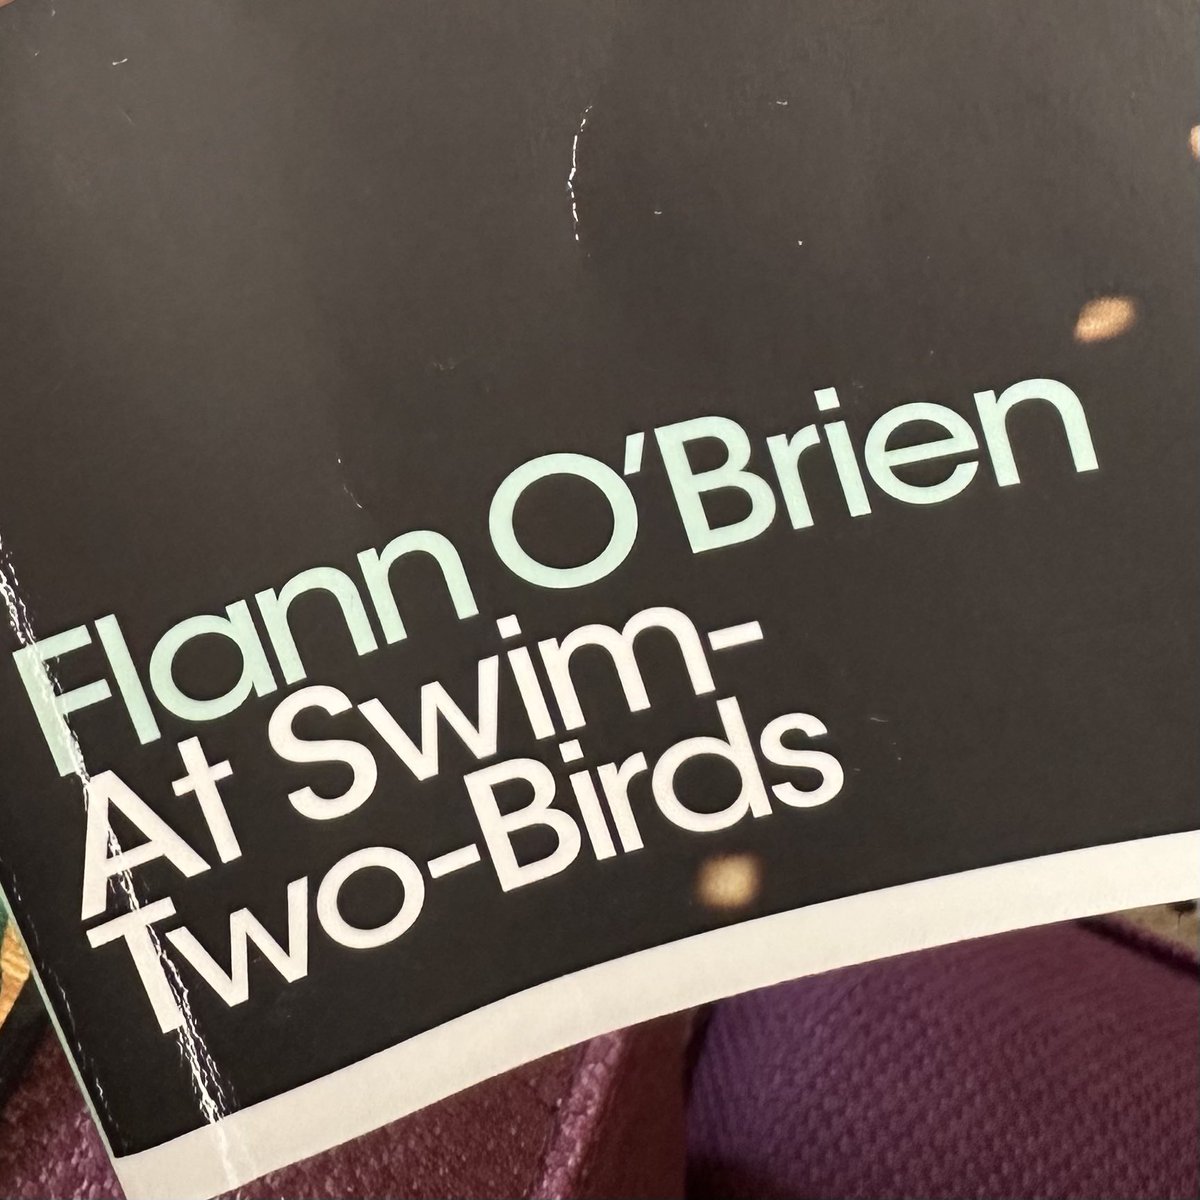 Flann O'Brien
At Swim-
Two-Birds